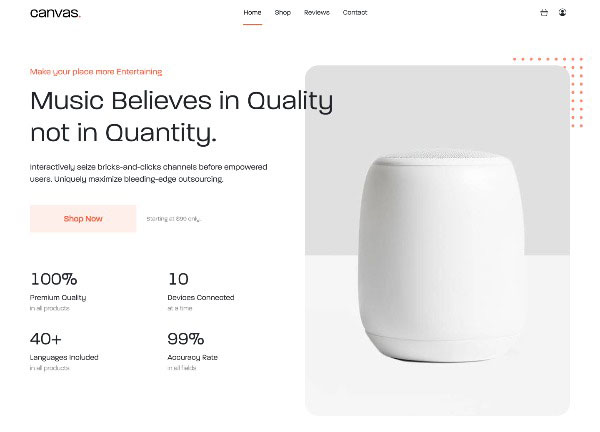 canvas.
Home Shop Reviews Contact
Make your place more Entertaining
Music Believes in Quality
not in Quantity.
Interactively seize bricks-and-clicks channels before empowered
users. Uniquely maximize bleeding-edge outsourcing.
Shop Now
Starting at $99 only.
100%
Premium Quality
in all products
10
Devices Connected
at a time
40+
Languages Included
in all products
99%
Accuracy Rate
in all fields